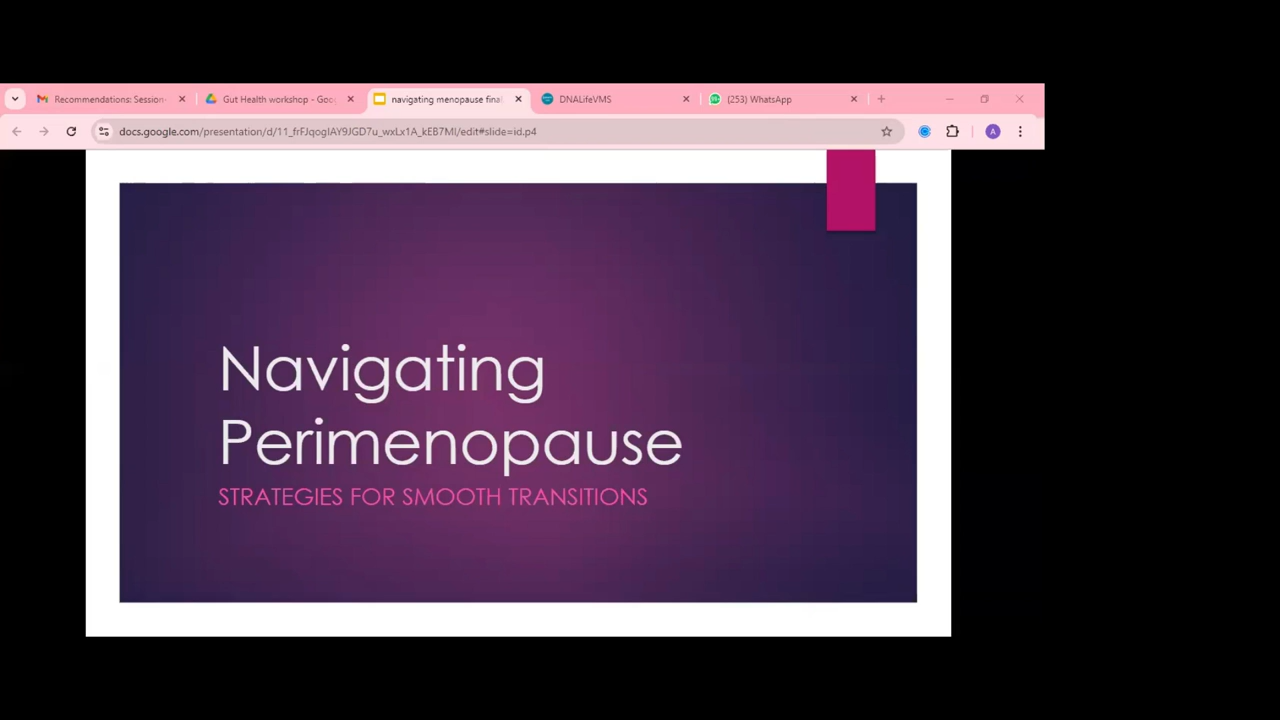 Recommendations: Session
Gut Health workshop - Goo
navigating menopause final
DNALifeVMS
(253) WhatsApp
docs.google.com/presentation/d/11_frFJqogIAY9JGD7u_wxLx1A_kEB7MI/edit#slide=id.p4
A
Navigating
Perimenopause
STRATEGIES FOR SMOOTH TRANSITIONS